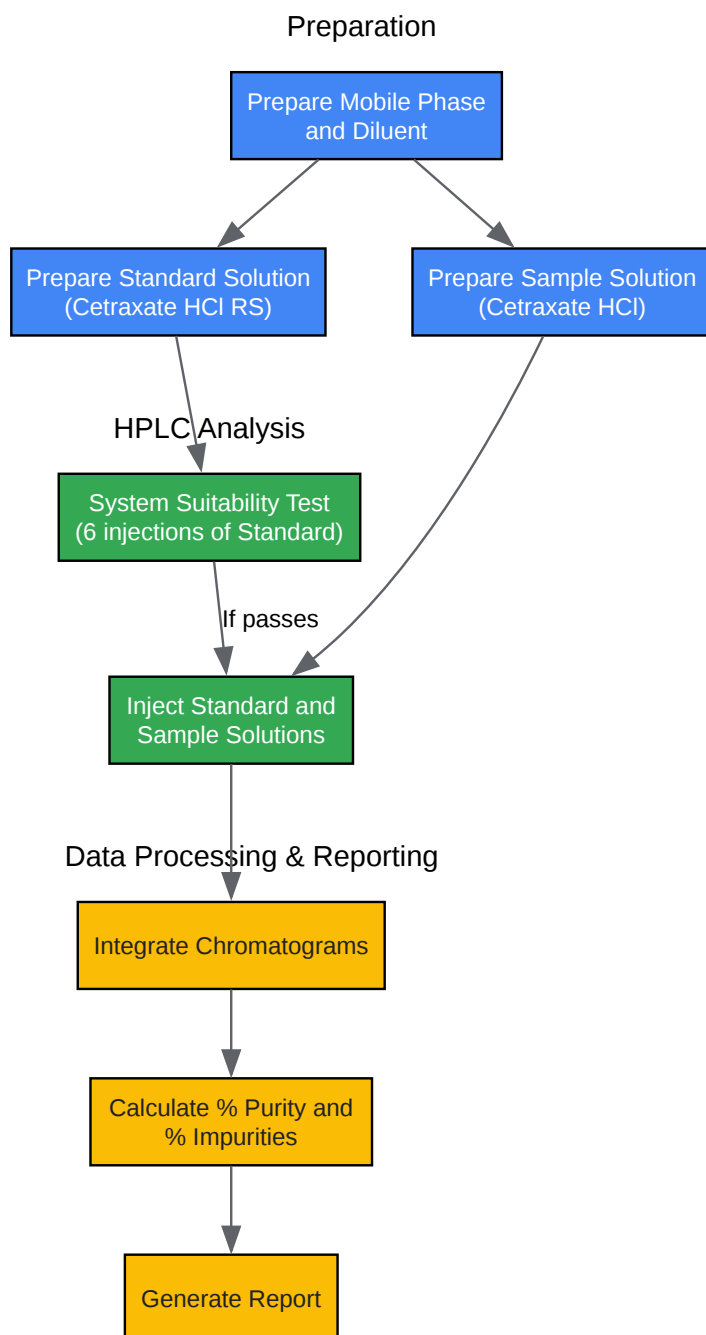 Preparation
Prepare Mobile Phase
and Diluent
Prepare Standard Solution
(Cetraxate HCl RS)
Prepare Sample Solution
(Cetraxate HCl)
HPLC Analysis
System Suitability Test
(6 injections of Standard)
If passes
Inject Standard and
Sample Solutions
Data Processing & Reporting
Integrate Chromatograms
Calculate % Purity and
% Impurities
Generate Report